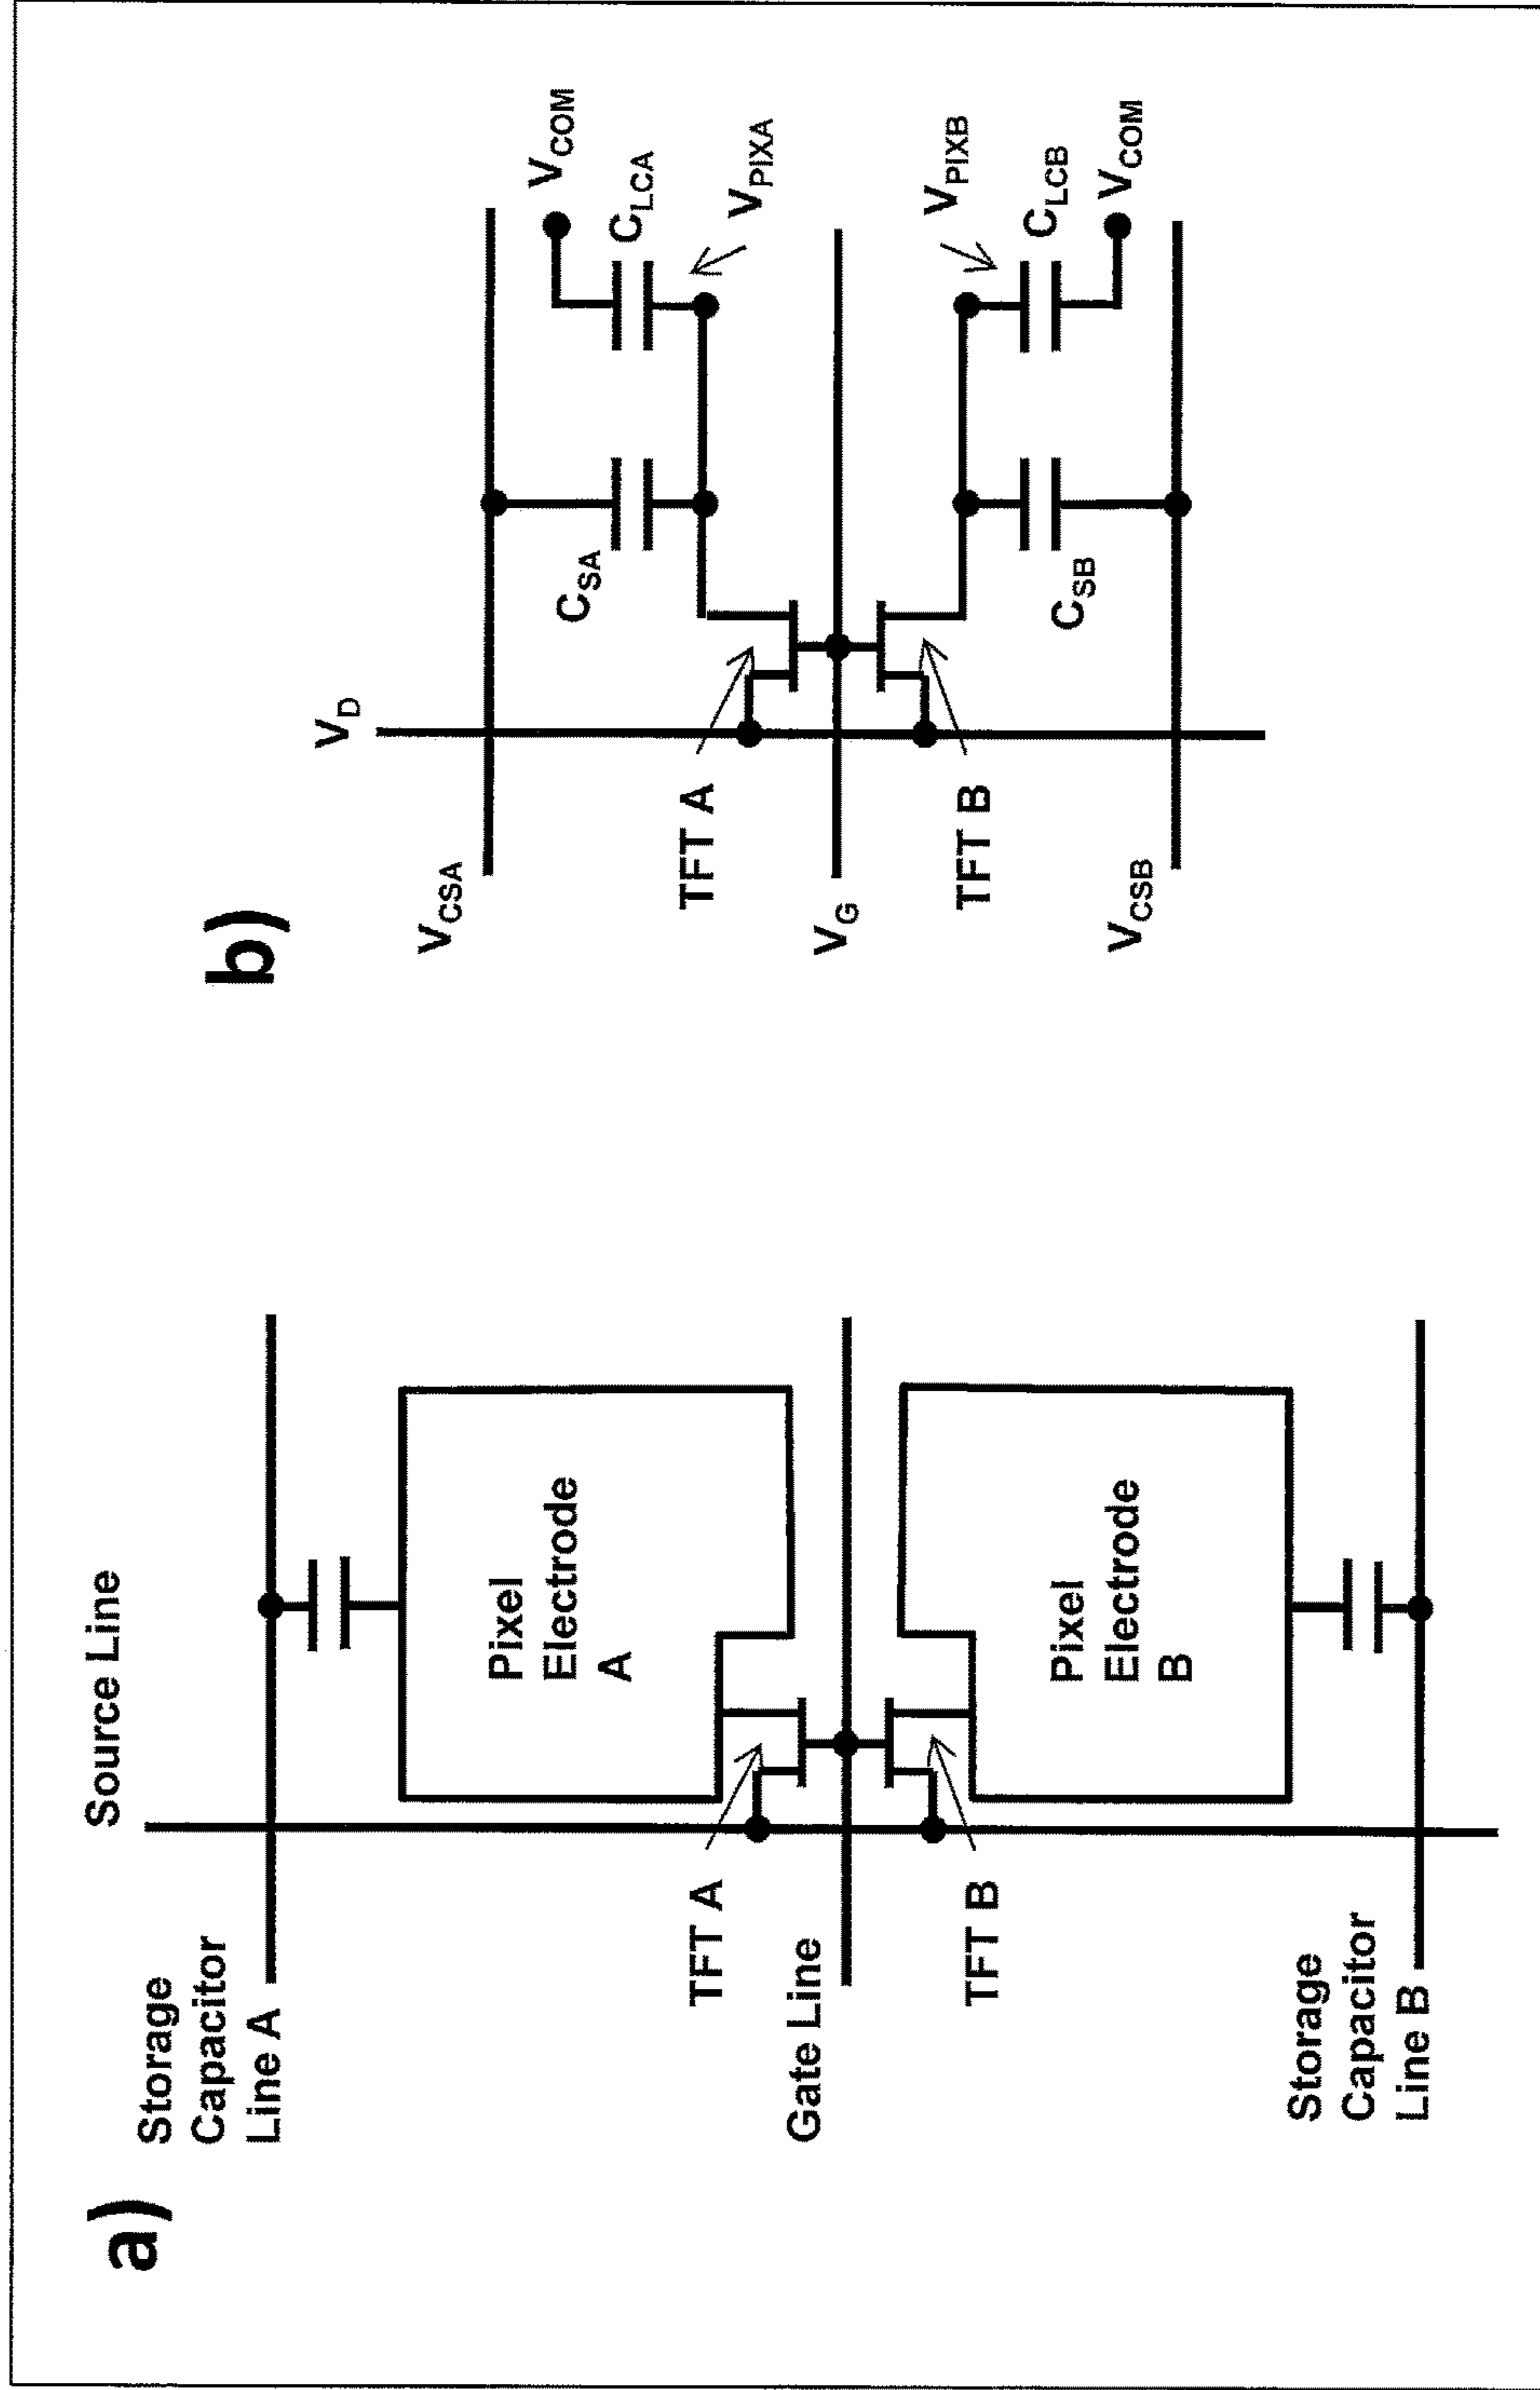 a)
Source Line
Storage
Capacitor
Line A
Pixel
Electrode
A
TFT A
Gate Line
TFT B
Pixel
Electrode
B
Storage
Capacitor
Line B
b)
V_D
V_CSA
V_COM
C_SA
C_LCA
V_PIXA
TFT A
V_G
TFT B
V_PIXB
C_SB
C_LCB
V_COM
V_CSB